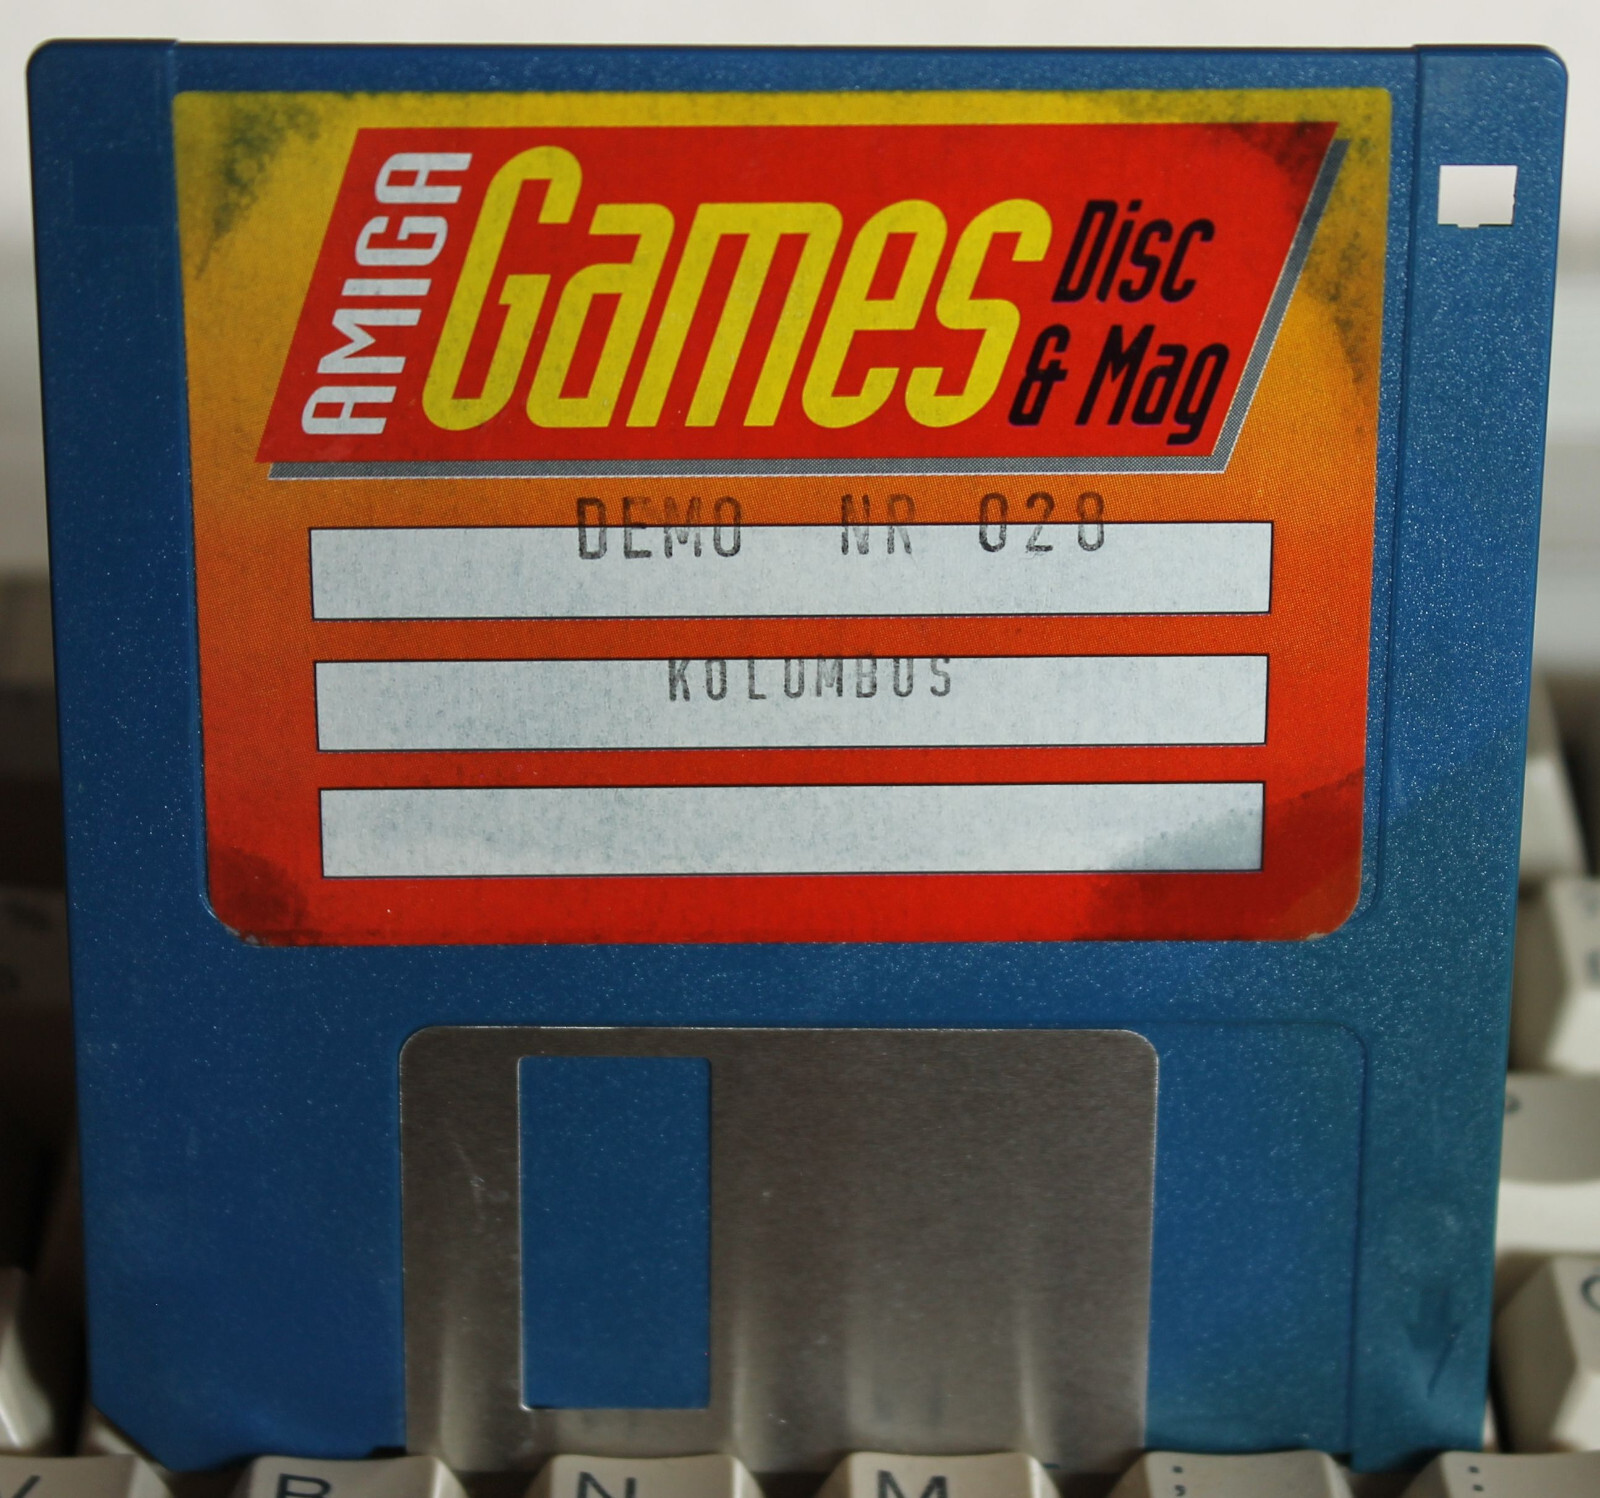 AMIGA
Games
Disc
& Mag
DEMO NR 028
KOLUMBUS
V B N M ; :